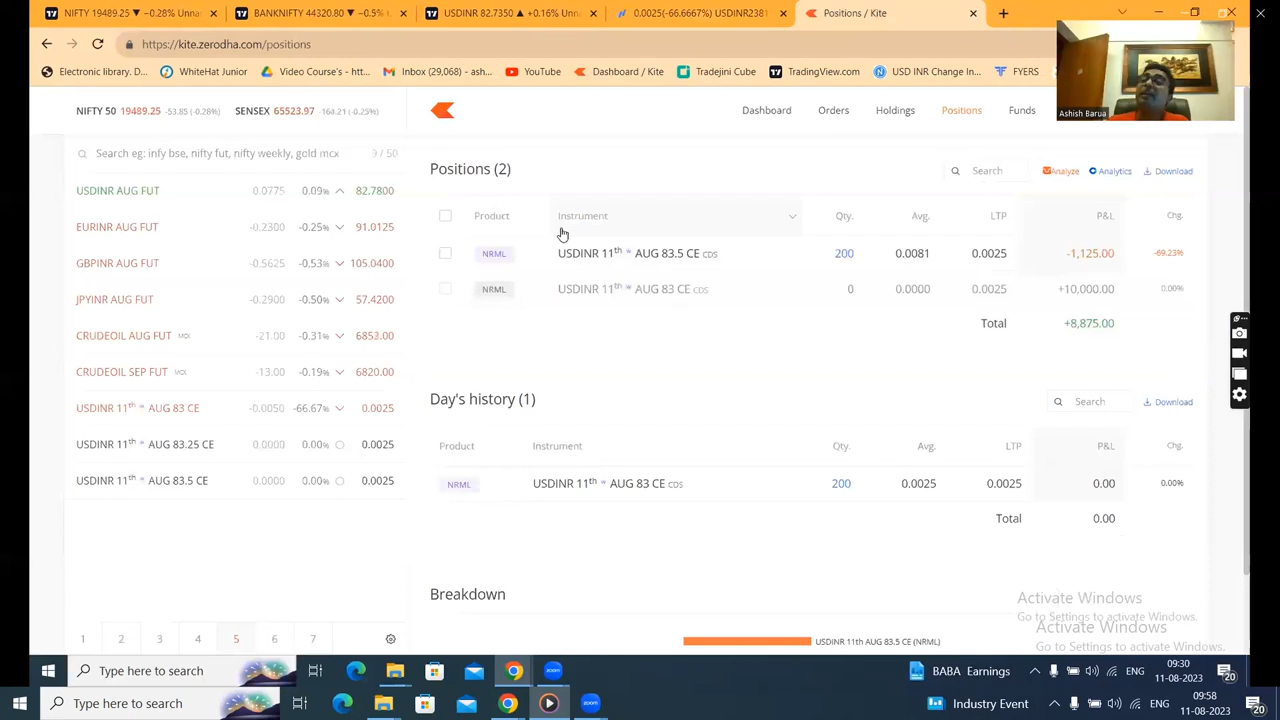 NIFTY 19489.25 ▼ -0.28% Unna
BANKNIFTY 44320.80 ▼ -0.5% L
USDINR 82.7350 ▲ +0.16% Unn
0.0025(-66.6667%) USDINR2381
Positions / Kite
https://kite.zerodha.com/positions
Electronic library. D...
WhiteHat Junior
Video Course's - htt...
Inbox (29,068) - ash...
YouTube
Dashboard / Kite
Tradejini Cube
TradingView.com
USD INR Change In...
FYERS
Ashish Barua
NIFTY 50 19489.25 -53.85 (-0.28%)
SENSEX 65523.97 -164.21 (-0.25%)
Dashboard
Orders
Holdings
Positions
Funds
Search eg: infy bse, nifty fut, nifty weekly, gold mcx 9 / 50
USDINR AUG FUT 0.0775 0.09% 82.7800
EURINR AUG FUT -0.2300 -0.25% 91.0125
GBPINR AUG FUT -0.5625 -0.53% 105.0400
JPYINR AUG FUT -0.2900 -0.50% 57.4200
CRUDEOIL AUG FUT MCX -21.00 -0.31% 6853.00
CRUDEOIL SEP FUT MCX -13.00 -0.19% 6820.00
USDINR 11th w AUG 83 CE -0.0050 -66.67% 0.0025
USDINR 11th w AUG 83.25 CE 0.0000 0.00% 0.0025
USDINR 11th w AUG 83.5 CE 0.0000 0.00% 0.0025
1 2 3 4 5 6 7
Positions (2)
Search
Analyze
Analytics
Download
Product Instrument Qty. Avg. LTP P&L Chg.
NRML USDINR 11th w AUG 83.5 CE CDS 200 0.0081 0.0025 -1,125.00 -69.23%
NRML USDINR 11th w AUG 83 CE CDS 0 0.0000 0.0025 +10,000.00 0.00%
Total +8,875.00
Day's history (1)
Search
Download
Product Instrument Qty. Avg. LTP P&L Chg.
NRML USDINR 11th w AUG 83 CE CDS 200 0.0025 0.0025 0.00 0.00%
Total 0.00
Breakdown
USDINR 11th AUG 83.5 CE (NRML)
Activate Windows
Go to Settings to activate Windows.
Activate Windows
Go to Settings to activate Windows.
Type here to search
BABA Earnings
ENG
09:30
11-08-2023
20
Type here to search
zoom
Industry Event
ENG
09:58
11-08-2023
20